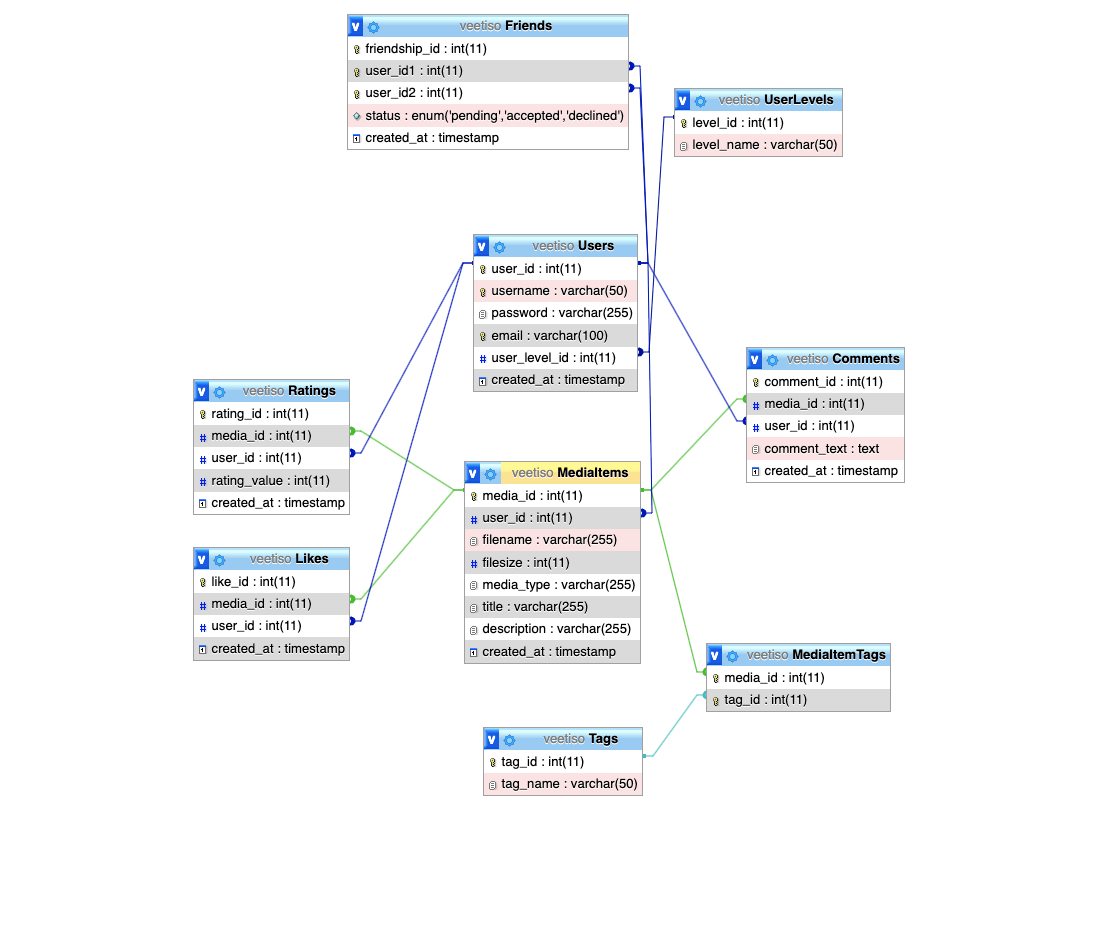 veetiso Friends
friendship_id : int(11)
user_id1 : int(11)
user_id2 : int(11)
status : enum('pending','accepted','declined')
created_at : timestamp
veetiso UserLevels
level_id : int(11)
level_name : varchar(50)
veetiso Users
user_id : int(11)
username : varchar(50)
password : varchar(255)
email : varchar(100)
user_level_id : int(11)
created_at : timestamp
veetiso Comments
comment_id : int(11)
media_id : int(11)
user_id : int(11)
comment_text : text
created_at : timestamp
veetiso Ratings
rating_id : int(11)
media_id : int(11)
user_id : int(11)
rating_value : int(11)
created_at : timestamp
veetiso MediaItems
media_id : int(11)
user_id : int(11)
filename : varchar(255)
filesize : int(11)
media_type : varchar(255)
title : varchar(255)
description : varchar(255)
created_at : timestamp
veetiso Likes
like_id : int(11)
media_id : int(11)
user_id : int(11)
created_at : timestamp
veetiso MediaItemTags
media_id : int(11)
tag_id : int(11)
veetiso Tags
tag_id : int(11)
tag_name : varchar(50)